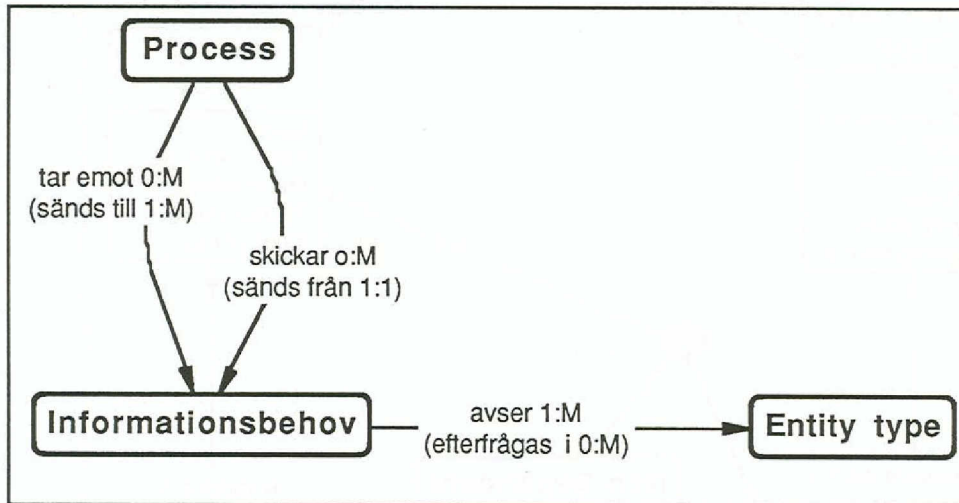 Process
tar emot 0:M
(sänds till 1:M)
skickar o:M
(sänds från 1:1)
Informationsbehov
avser 1:M
(efterfrågas i 0:M)
Entity type